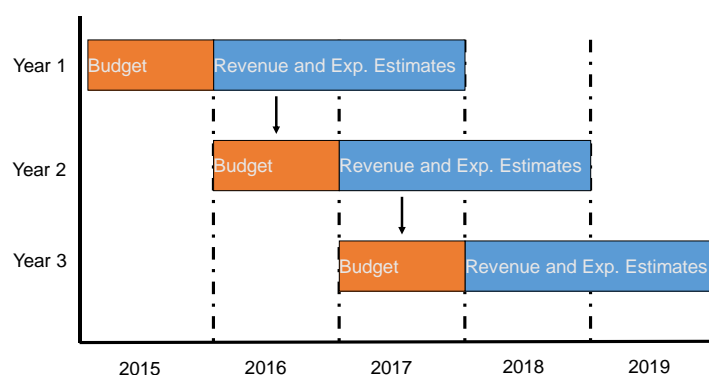 Year 1
Budget
Revenue and Exp. Estimates
Year 2
Budget
Revenue and Exp. Estimates
Year 3
Budget
Revenue and Exp. Estimates
2015 2016 2017 2018 2019